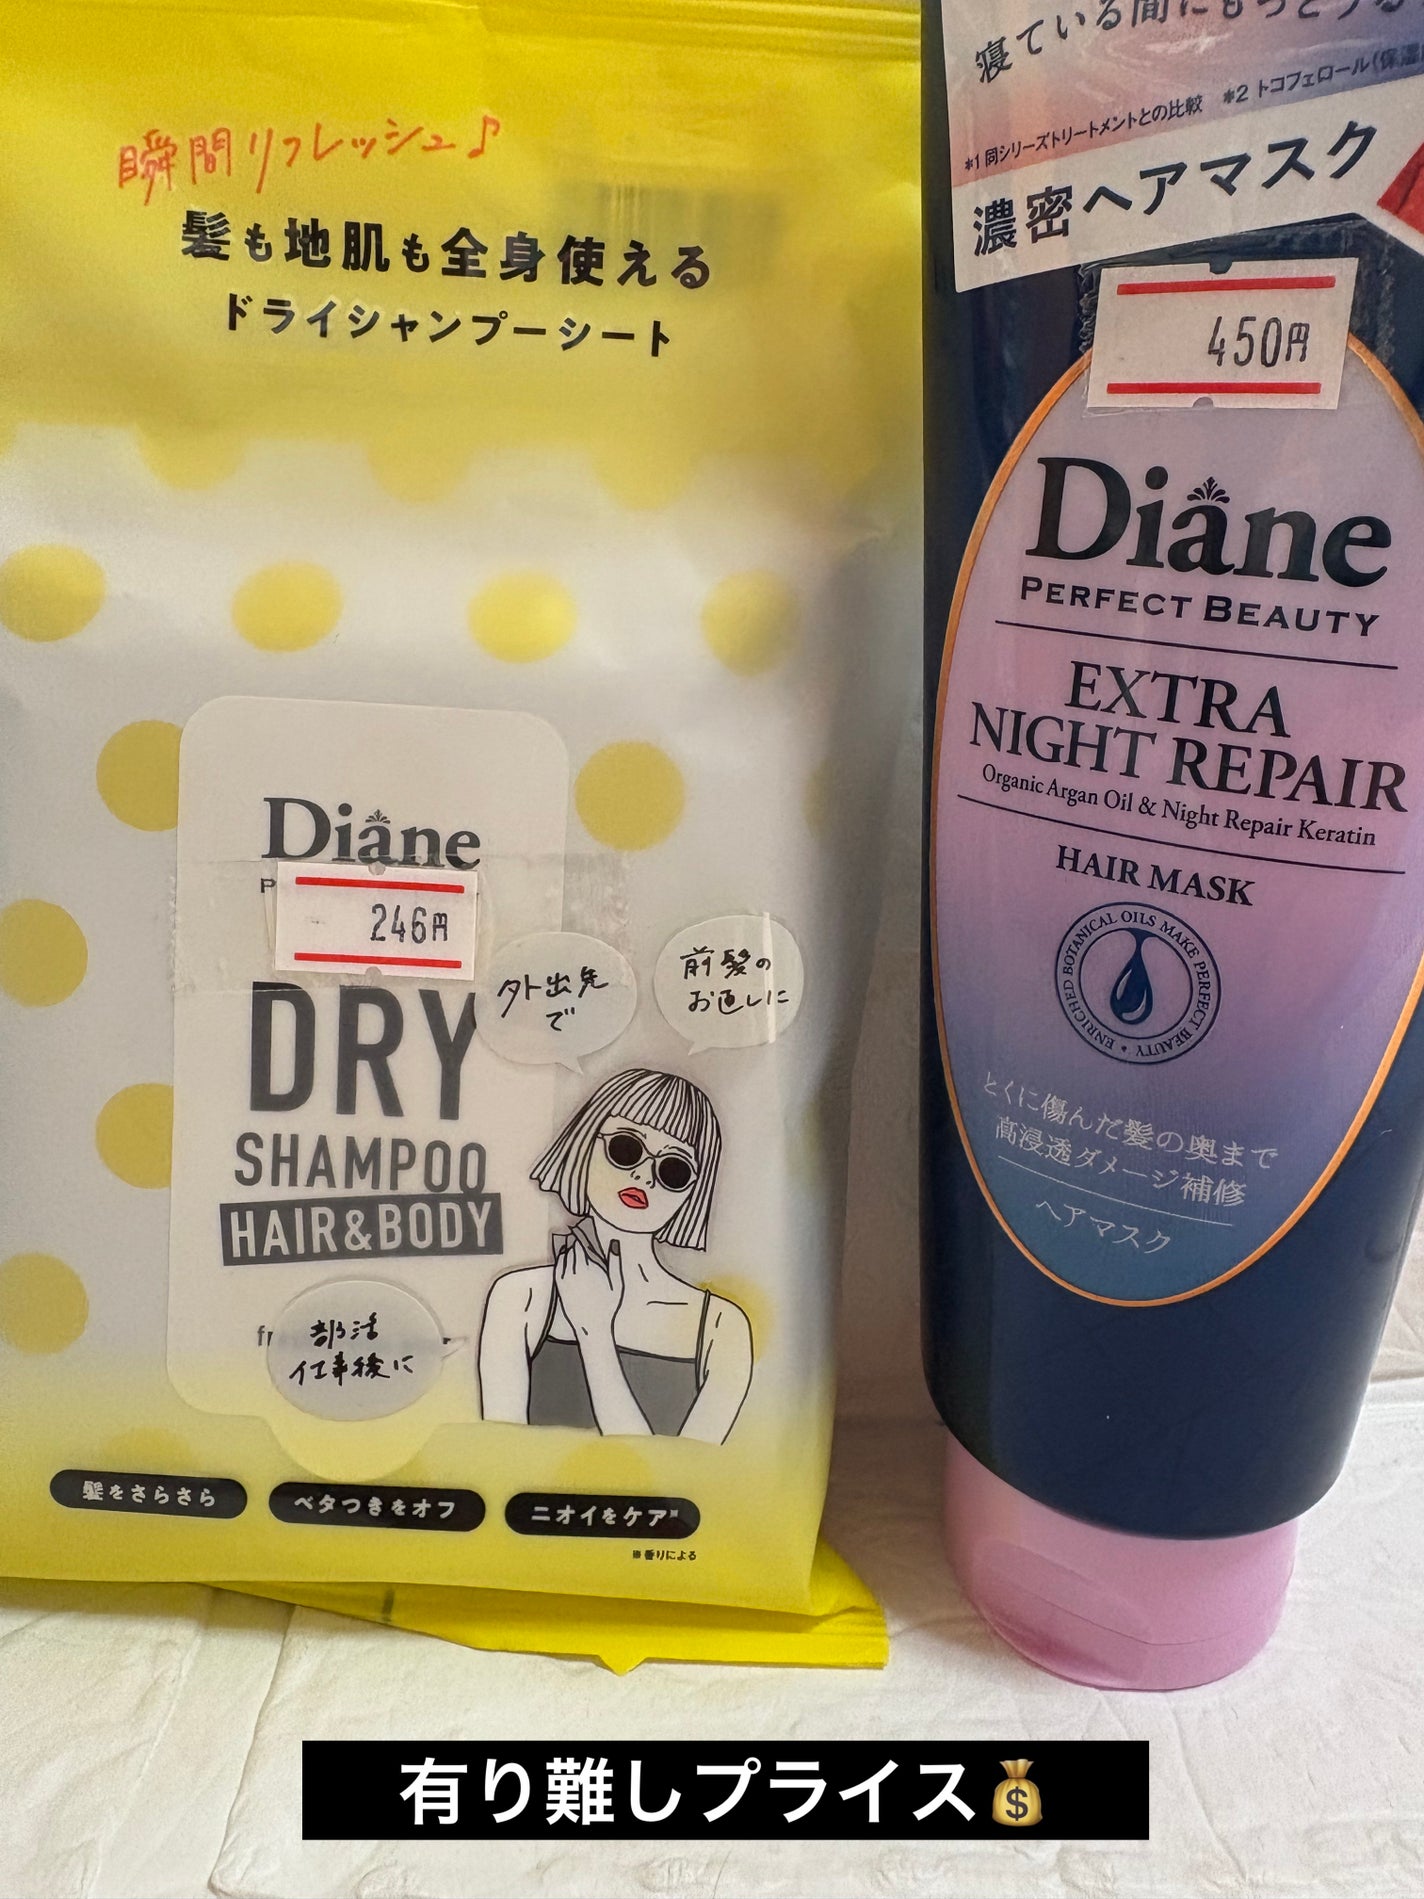 瞬間リフレッシュ♪
髪も地肌も全身使える
ドライシャンプーシート
Diane
246円
DRY
SHAMPOO
HAIR&BODY
外出先
で
前髪の
お直しに
部活
仕事後に
髪をさらさら
ベタつきをオフ
ニオイをケア※
※香りによる
寝ている間にもっとうる
*1 同シリーズトリートメントとの比較 *2 トコフェロール(保湿
濃密ヘアマスク
450円
Diane
PERFECT BEAUTY
EXTRA
NIGHT REPAIR
Organic Argan Oil & Night Repair Keratin
HAIR MASK
ENRICHED BOTANICAL OILS MAKE PERFECT BEAUTY
とくに傷んだ髪の奥まで
高浸透ダメージ補修
ヘアマスク
有り難しプライス💰